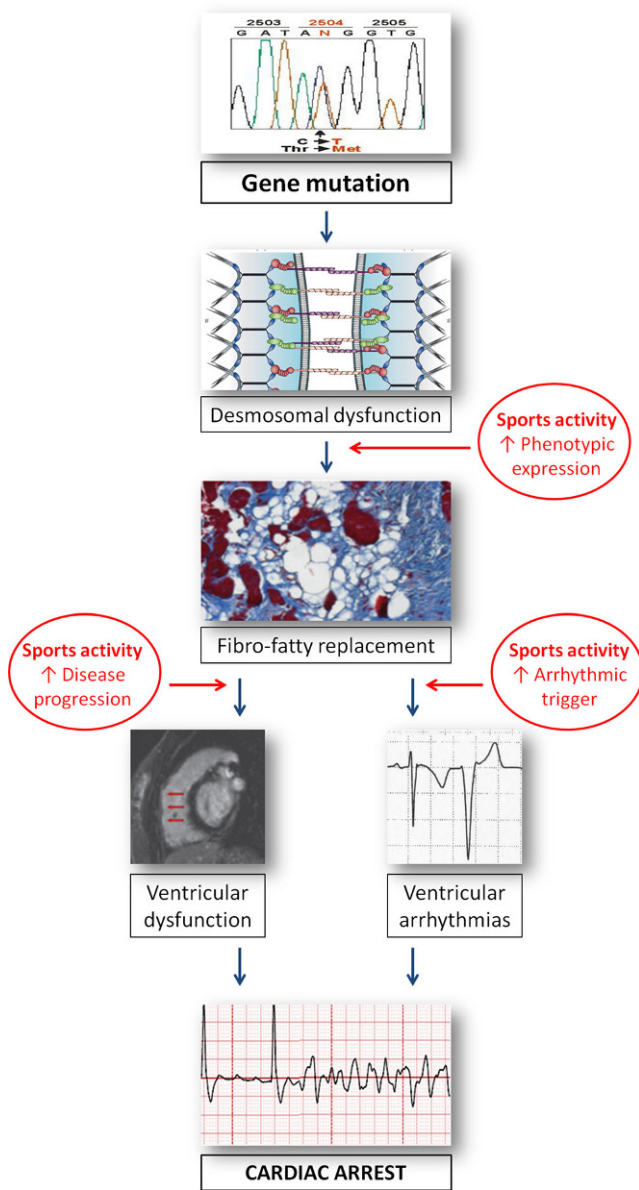 2503 2504 2505
G A T A N G G T G
C → T
Thr → Met
Gene mutation
Desmosomal dysfunction
Sports activity
↑ Phenotypic
expression
Fibro-fatty replacement
Sports activity
↑ Disease
progression
Sports activity
↑ Arrhythmic
trigger
Ventricular
dysfunction
Ventricular
arrhythmias
CARDIAC ARREST